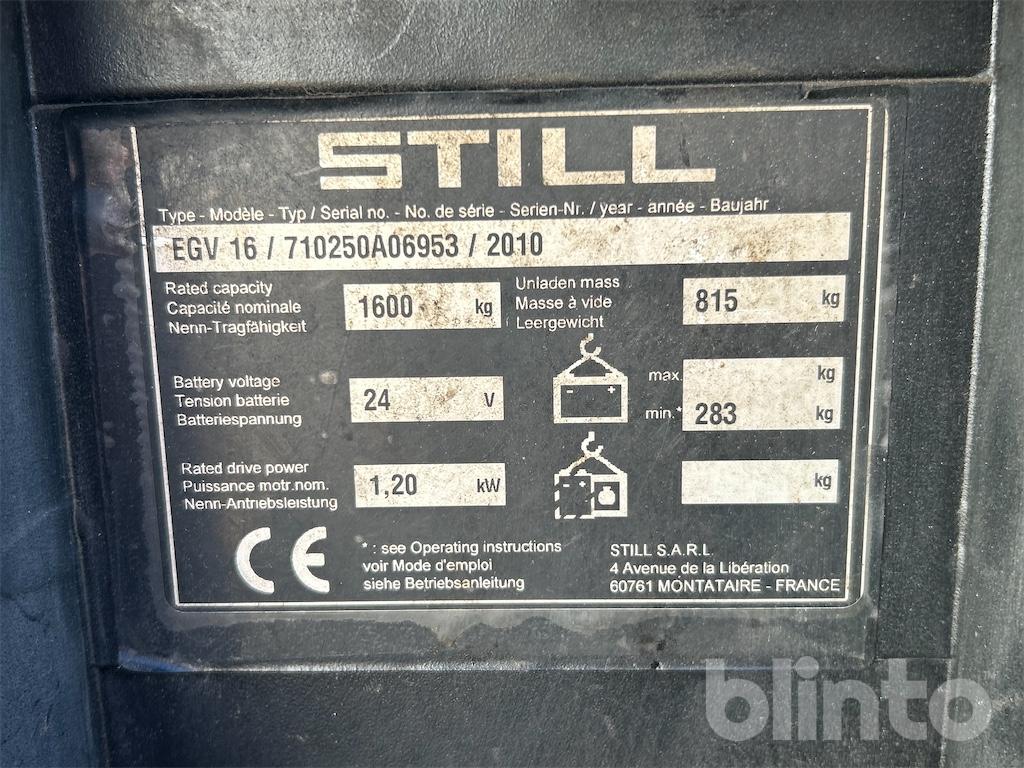 STILL
Type - Modèle - Typ / Serial no. - No. de série - Serien-Nr. / year - année - Baujahr
EGV 16 / 710250A06953 / 2010
Rated capacity
Capacité nominale
Nenn-Tragfähigkeit
1600 kg
Unladen mass
Masse à vide
Leergewicht
815 kg
Battery voltage
Tension batterie
Batteriespannung
24 V
- +
max. kg
min.* 283 kg
Rated drive power
Puissance motr.nom.
Nenn-Antriebsleistung
1,20 kW
kg
CE
* : see Operating instructions
voir Mode d'emploi
siehe Betriebsanleitung
STILL S.A.R.L.
4 Avenue de la Libération
60761 MONTATAIRE - FRANCE
blinto